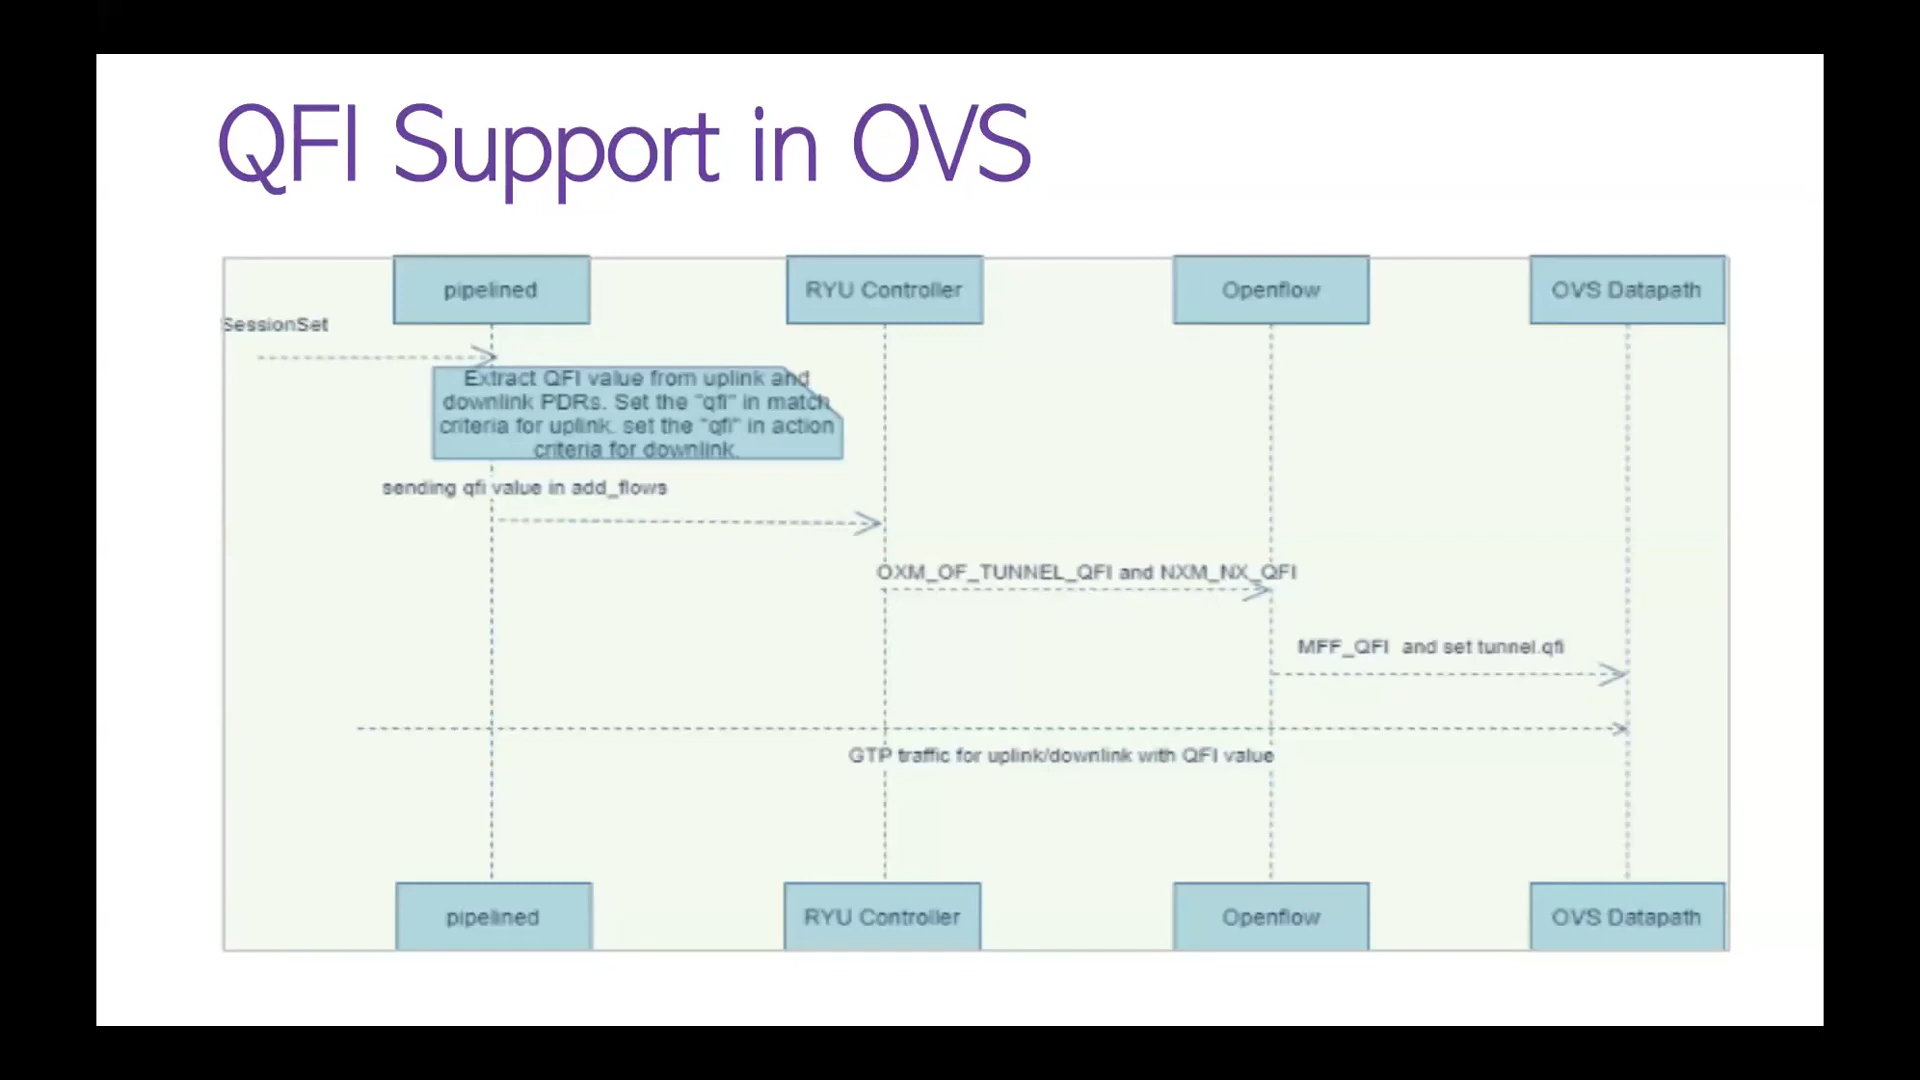 QFI Support in OVS
pipelined
RYU Controller
Openflow
OVS Datapath
SessionSet
Extract QFI value from uplink and
downlink PDRs. Set the "qfi" in match
criteria for uplink. set the "qfi" in action
criteria for downlink.
sending qfi value in add_flows
OXM_OF_TUNNEL_QFI and NXM_NX_QFI
MFF_QFI and set tunnel.qfi
GTP traffic for uplink/downlink with QFI value
pipelined
RYU Controller
Openflow
OVS Datapath